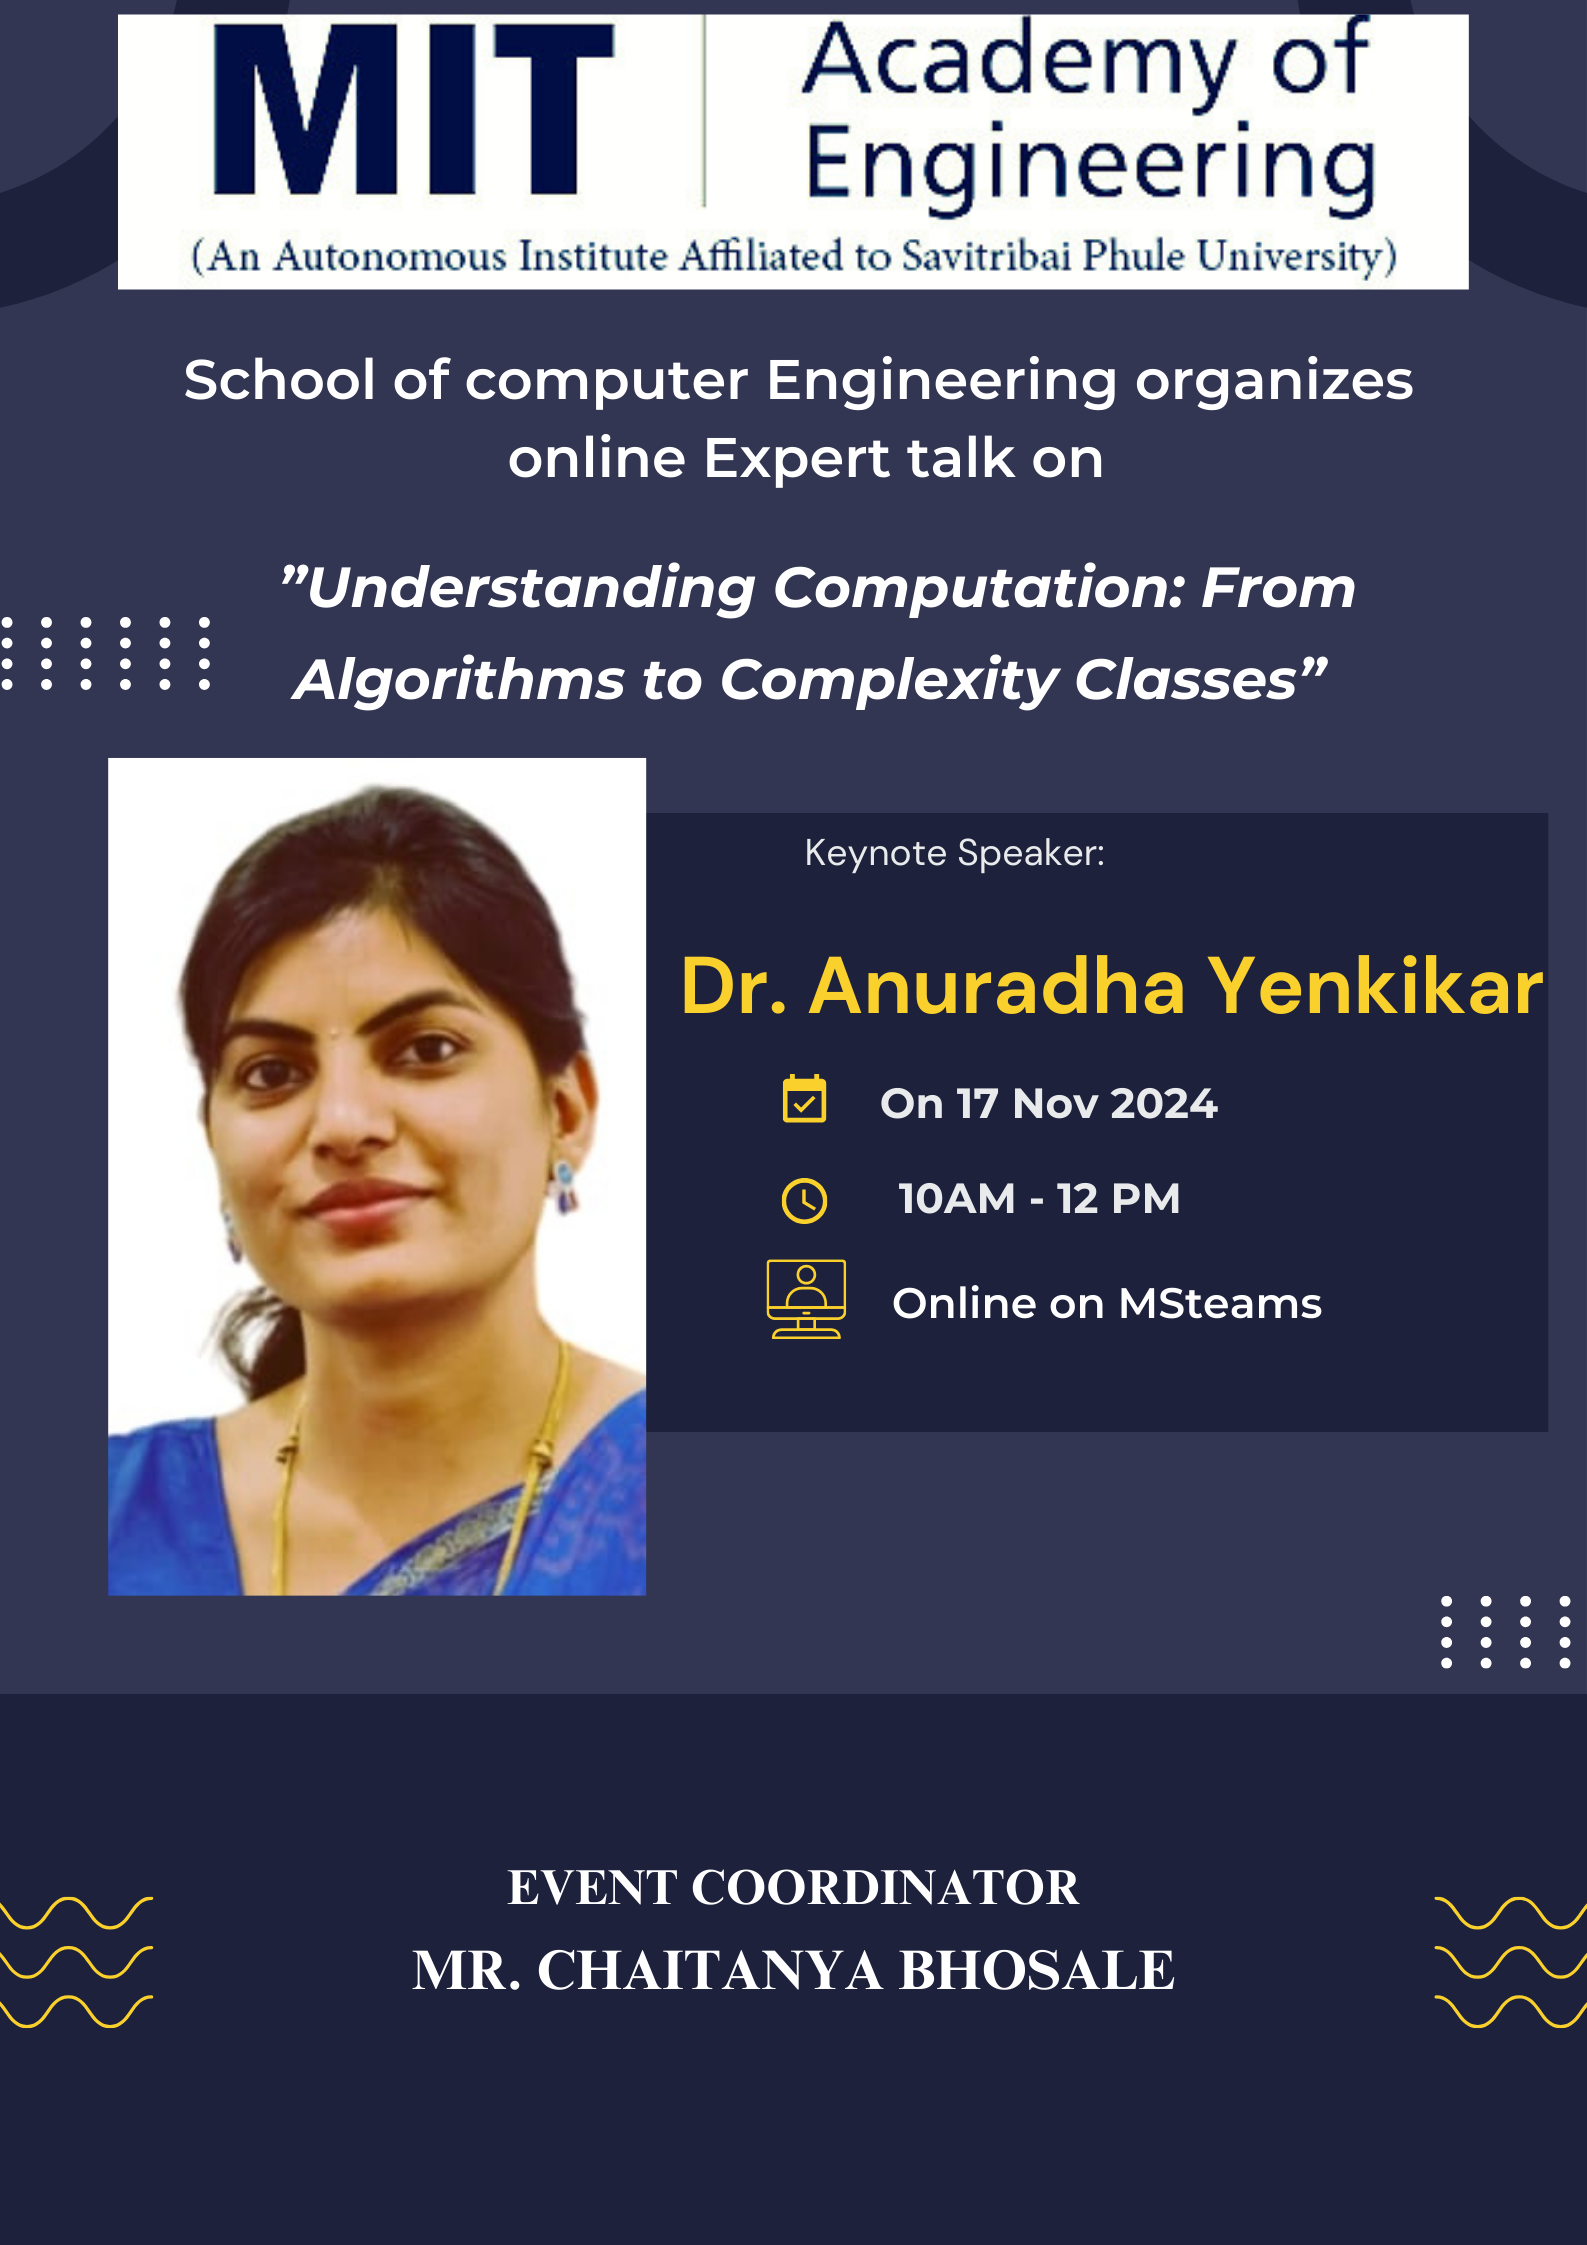 MIT
Academy of
Engineering
(An Autonomous Institute Affiliated to Savitribai Phule University)
School of computer Engineering organizes
online Expert talk on
”Understanding Computation: From
Algorithms to Complexity Classes”
Keynote Speaker:
Dr. Anuradha Yenkikar
On 17 Nov 2024
10AM - 12 PM
Online on MSteams
EVENT COORDINATOR
MR. CHAITANYA BHOSALE